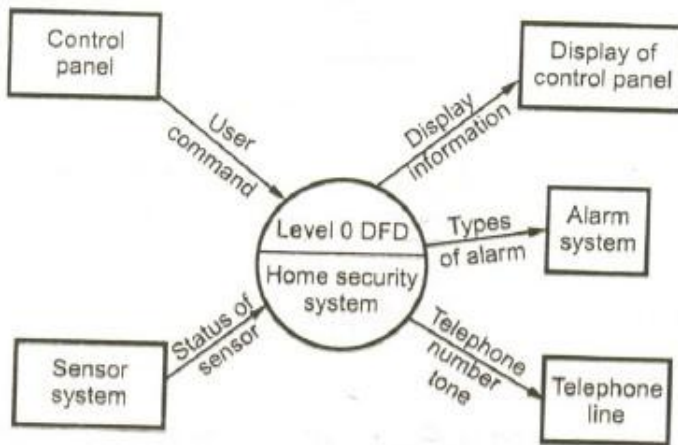 Control
panel
Display of
control panel
User
command
Display
information
Level 0 DFD
Home security
system
Types
of alarm
Alarm
system
Status of
sensor
Sensor
system
Telephone
number
tone
Telephone
line